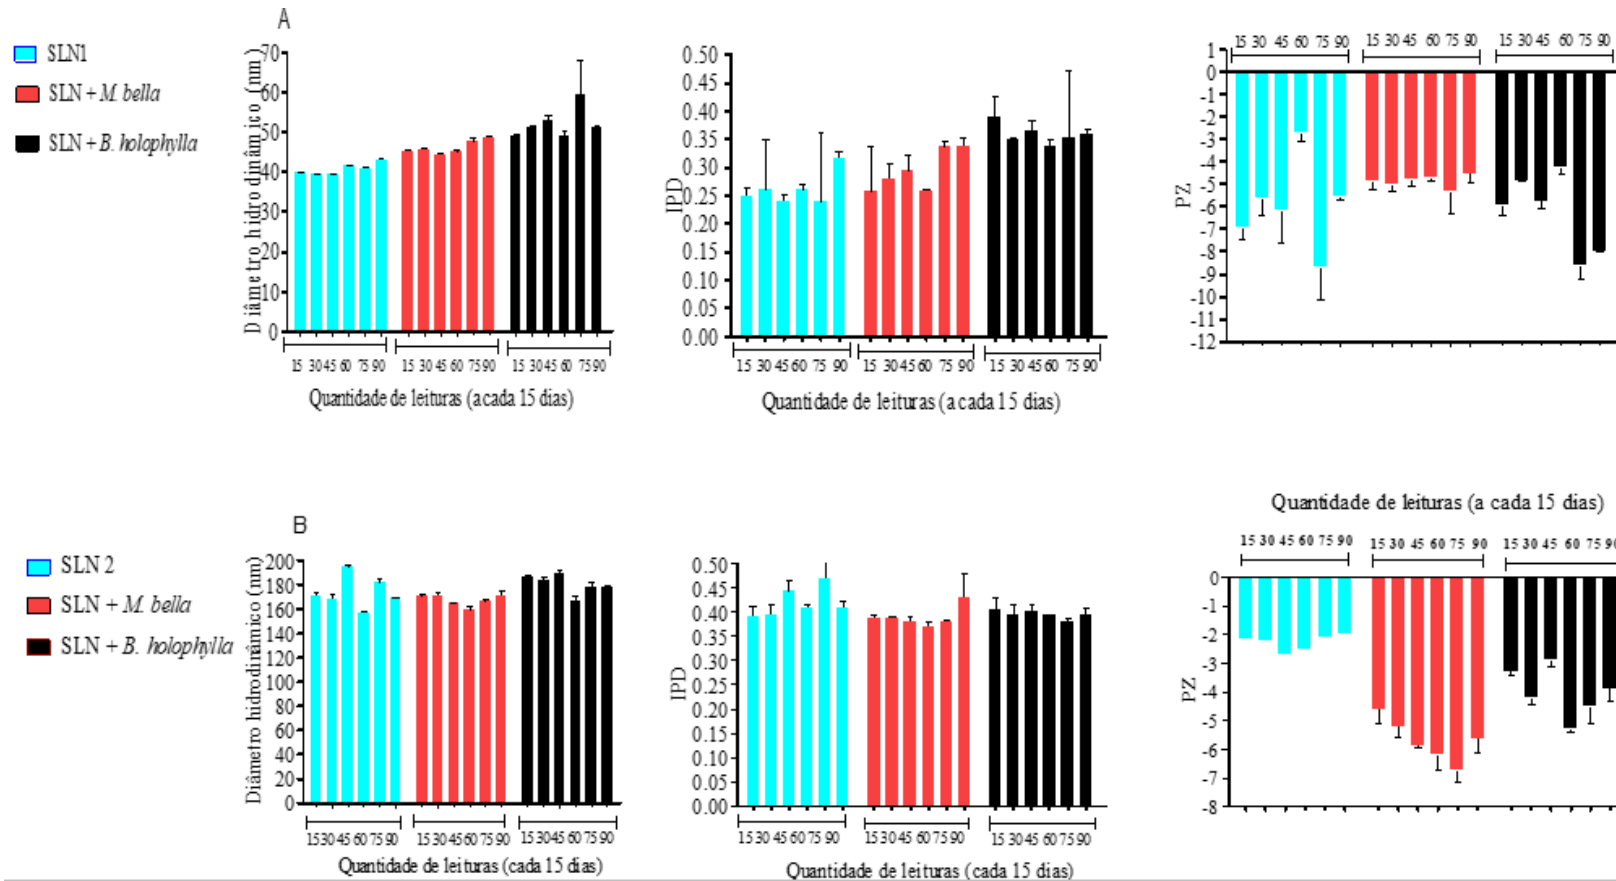 A
SLN1
SLN + M. bella
SLN + B. holophylla
Diâmetro hidrodinâmico (nm)
70
60
50
40
30
20
10
0
15 30 45 60 75 90
15 30 45 60 75 90
15 30 45 60 75 90
Quantidade de leituras (a cada 15 dias)
IPD
0.50
0.45
0.40
0.35
0.30
0.25
0.20
0.15
0.10
0.05
0.00
15 30 45 60 75 90
15 30 45 60 75 90
15 30 45 60 75 90
Quantidade de leituras (a cada 15 dias)
15 30 45 60 75 90
15 30 45 60 75 90
15 30 45 60 75 90
PZ
1
0
-1
-2
-3
-4
-5
-6
-7
-8
-9
-10
-11
-12
B
SLN 2
SLN + M. bella
SLN + B. holophylla
Diâmetro hidrodinâmico (nm)
200
180
160
140
120
100
80
60
40
20
0
15 30 45 60 75 90
15 30 45 60 75 90
15 30 45 60 75 90
Quantidade de leituras (cada 15 dias)
IPD
0.50
0.45
0.40
0.35
0.30
0.25
0.20
0.15
0.10
0.05
0.00
15 30 45 60 75 90
15 30 45 60 75 90
15 30 45 60 75 90
Quantidade de leituras (cada 15 dias)
Quantidade de leituras (a cada 15 dias)
15 30 45 60 75 90
15 30 45 60 75 90
15 30 45 60 75 90
PZ
0
-1
-2
-3
-4
-5
-6
-7
-8